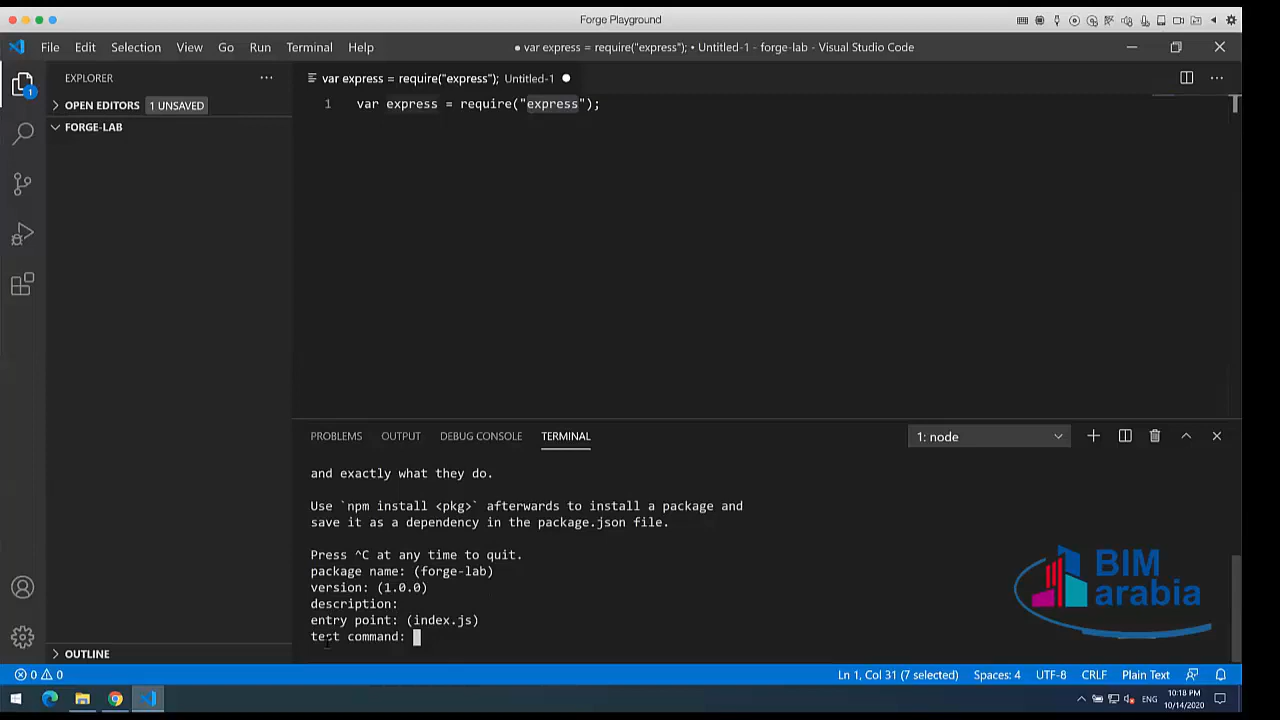 Forge Playground
File Edit Selection View Go Run Terminal Help
● var express = require("express"); • Untitled-1 - forge-lab - Visual Studio Code
EXPLORER
var express = require("express"); Untitled-1 ●
OPEN EDITORS 1 UNSAVED
1 var express = require("express");
FORGE-LAB
1
PROBLEMS OUTPUT DEBUG CONSOLE TERMINAL
1: node
and exactly what they do.
Use `npm install <pkg>` afterwards to install a package and
save it as a dependency in the package.json file.
Press ^C at any time to quit.
package name: (forge-lab)
version: (1.0.0)
description:
entry point: (index.js)
test command:
BIM
arabia
OUTLINE
0 0
Ln 1, Col 31 (7 selected) Spaces: 4 UTF-8 CRLF Plain Text
ENG
10:18 PM
10/14/2020